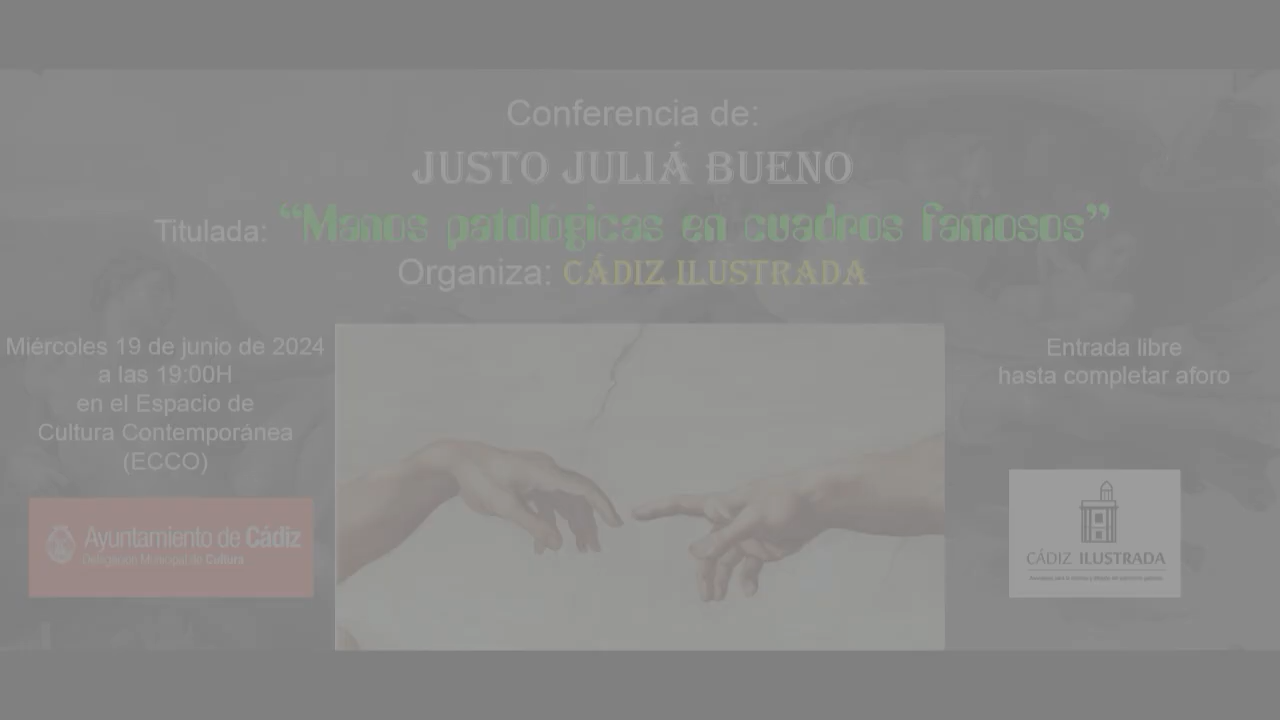 Conferencia de:
JUSTO JULIÁ BUENO
Titulada: “Manos patológicas en cuadros famosos”
Organiza: CÁDIZ ILUSTRADA
Miércoles 19 de junio de 2024
a las 19:00H
en el Espacio de
Cultura Contemporánea
(ECCO)
Entrada libre
hasta completar aforo
Ayuntamiento de Cádiz
Delegación Municipal de Cultura
CÁDIZ ILUSTRADA